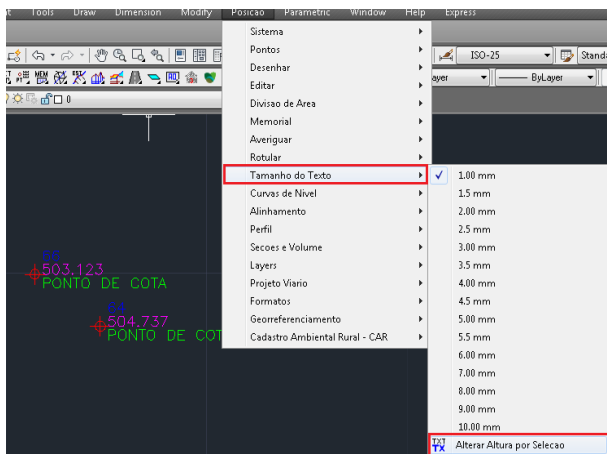 Tools Draw Dimension Modify Posicao Parametric Window Help Express
ISO-25
ByLayer
0
Sistema
Pontos
Desenhar
Editar
Divisao de Area
Memorial
Averiguar
Rotular
Tamanho do Texto
Curvas de Nivel
Alinhamento
Perfil
Secoes e Volume
Layers
Projeto Viario
Formatos
Georreferenciamento
Cadastro Ambiental Rural - CAR
1.00 mm
1.5 mm
2.00 mm
2.5 mm
3.00 mm
3.5 mm
4.00 mm
4.5 mm
5.00 mm
5.5 mm
6.00 mm
7.00 mm
8.00 mm
9.00 mm
10.00 mm
TXT
TX
Alterar Altura por Selecao
503.123
PONTO DE COTA
504.737
PONTO DE COT